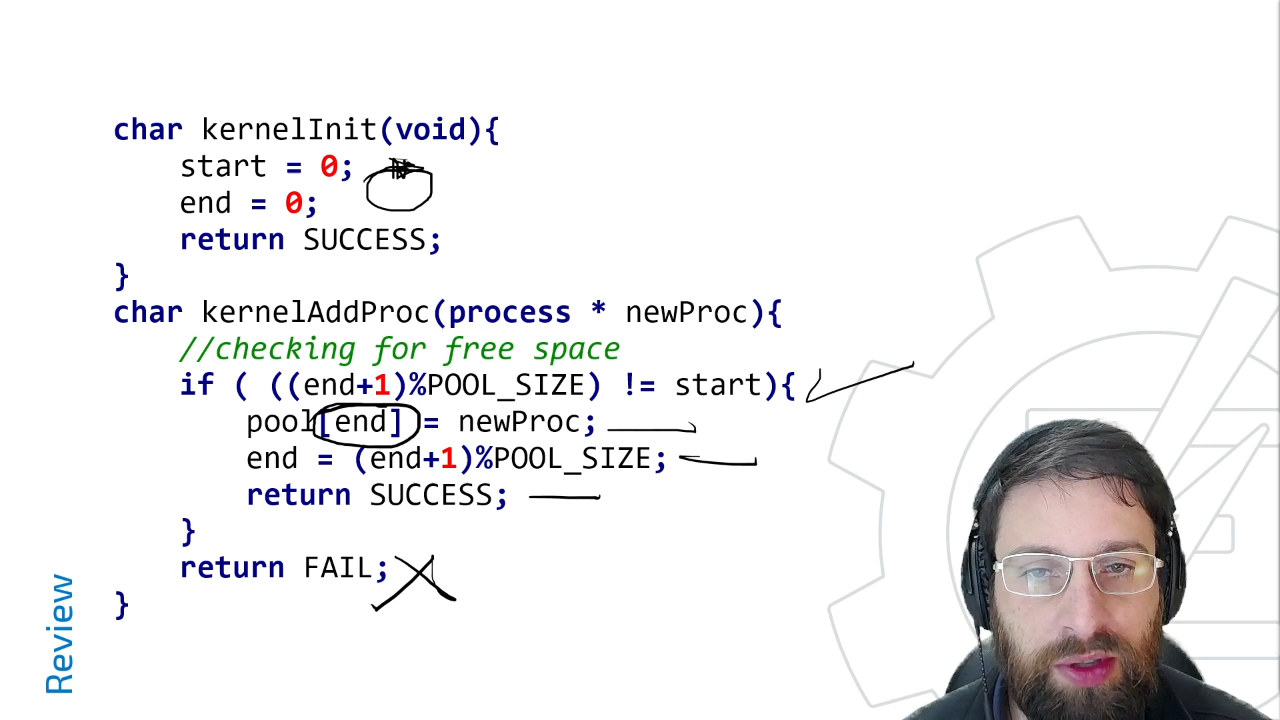 char kernelInit(void){
start = 0;
end = 0;
return SUCCESS;
}
char kernelAddProc(process * newProc){
//checking for free space
if ( ((end+1)%POOL_SIZE) != start){
pool[end] = newProc;
end = (end+1)%POOL_SIZE;
return SUCCESS;
}
return FAIL;
}
Review